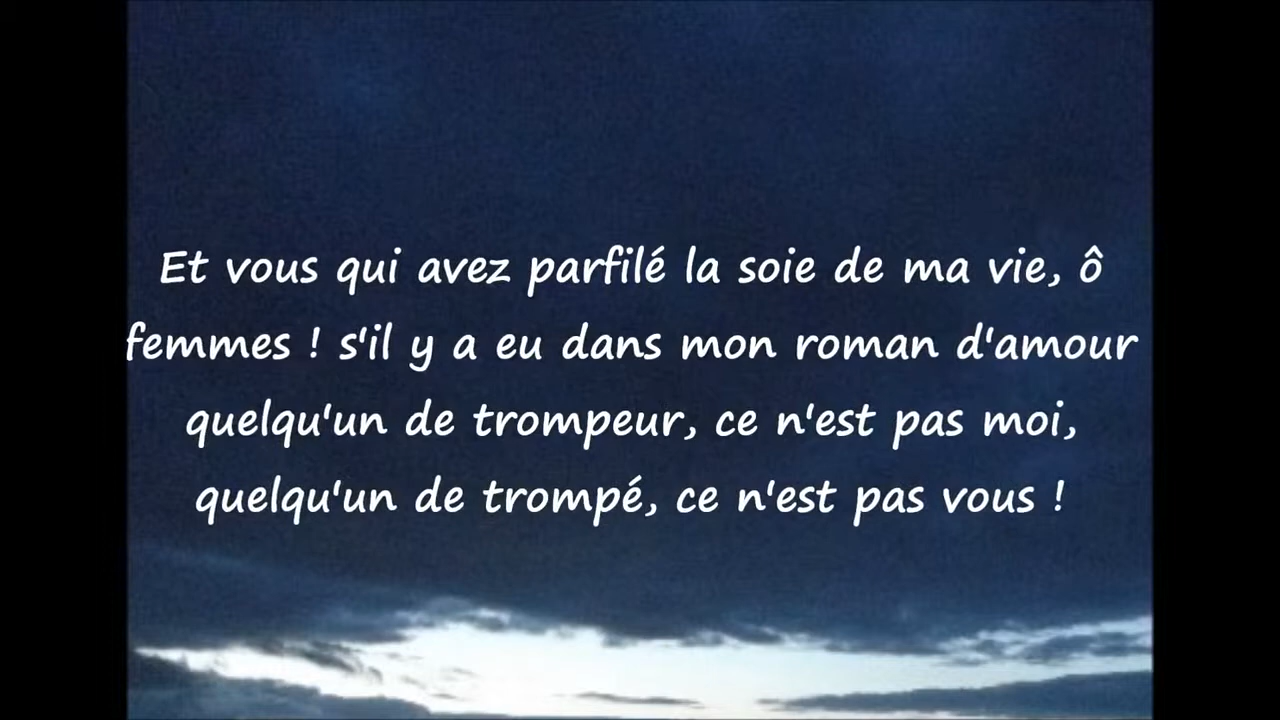 Et vous qui avez parfilé la soie de ma vie, ô
femmes ! s'il y a eu dans mon roman d'amour
quelqu'un de trompeur, ce n'est pas moi,
quelqu'un de trompé, ce n'est pas vous !